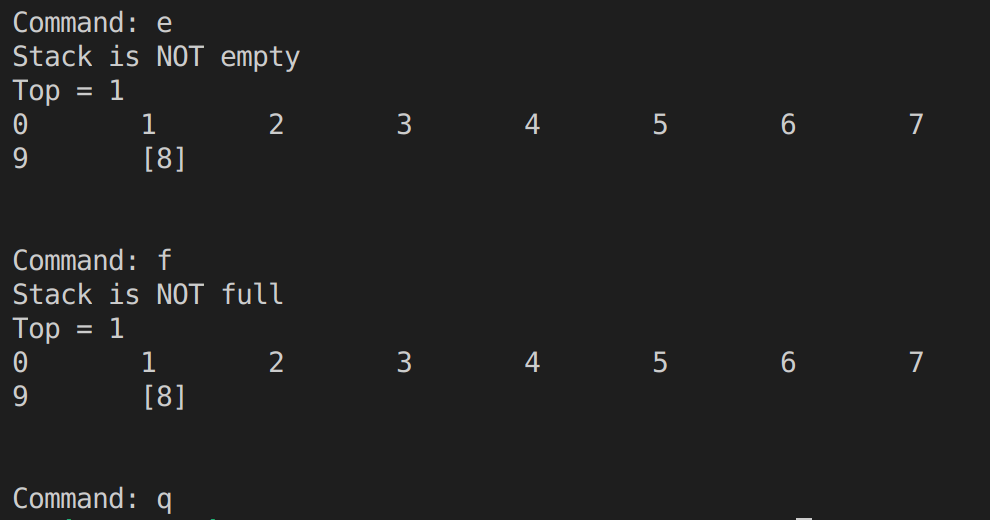 Command: e
Stack is NOT empty
Top = 1
0 1 2 3 4 5 6 7
9 [8]
Command: f
Stack is NOT full
Top = 1
0 1 2 3 4 5 6 7
9 [8]
Command: q